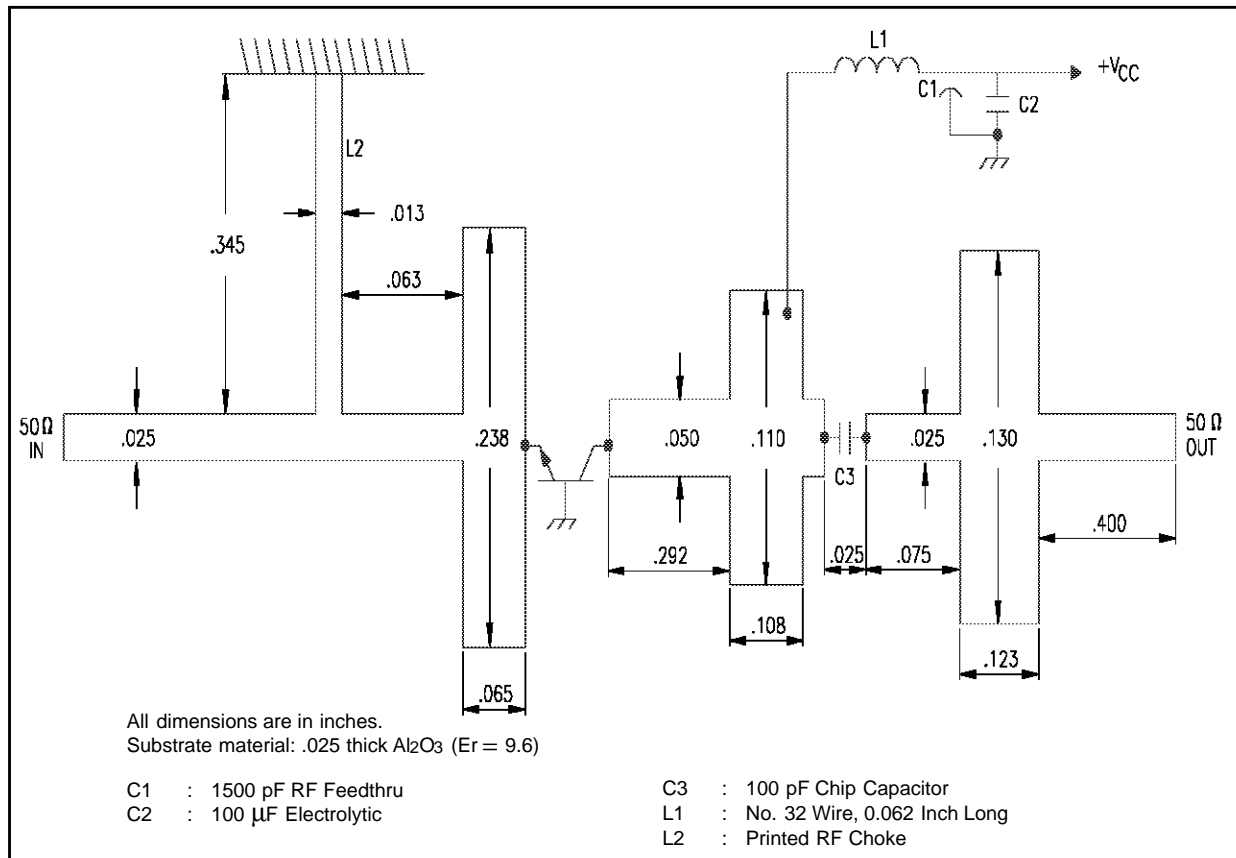 L1
+VCC
C1
C2
L2
.013
.345
.063
50Ω
IN
.025
.238
.050
.110
C3
.025
.130
50 Ω
OUT
.292
.025
.075
.400
.108
.123
.065
All dimensions are in inches.
Substrate material: .025 thick Al2O3 (Er = 9.6)
C1 : 1500 pF RF Feedthru
C2 : 100 µF Electrolytic
C3 : 100 pF Chip Capacitor
L1 : No. 32 Wire, 0.062 Inch Long
L2 : Printed RF Choke